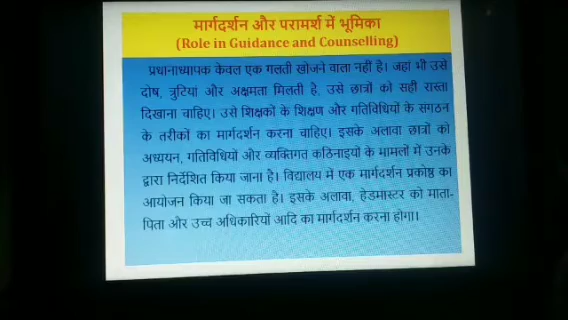 मार्गदर्शन और परामर्श में भूमिका
(Role in Guidance and Counselling)
प्रधानाध्यापक केवल एक गलती खोजने वाला नहीं है। जहां भी उसे
दोष, त्रुटियां और अक्षमता मिलती है, उसे छात्रों को सही रास्ता
दिखाना चाहिए। उसे शिक्षकों के शिक्षण और गतिविधियों के संगठन
के तरीकों का मार्गदर्शन करना चाहिए। इसके अलावा छात्रों को
अध्ययन, गतिविधियों और व्यक्तिगत कठिनाइयों के मामलों में उनके
द्वारा निर्देशित किया जाना है। विद्यालय में एक मार्गदर्शन प्रकोष्ठ का
आयोजन किया जा सकता है। इसके अलावा, हेडमास्टर को माता-
पिता और उच्च अधिकारियों आदि का मार्गदर्शन करना होगा।